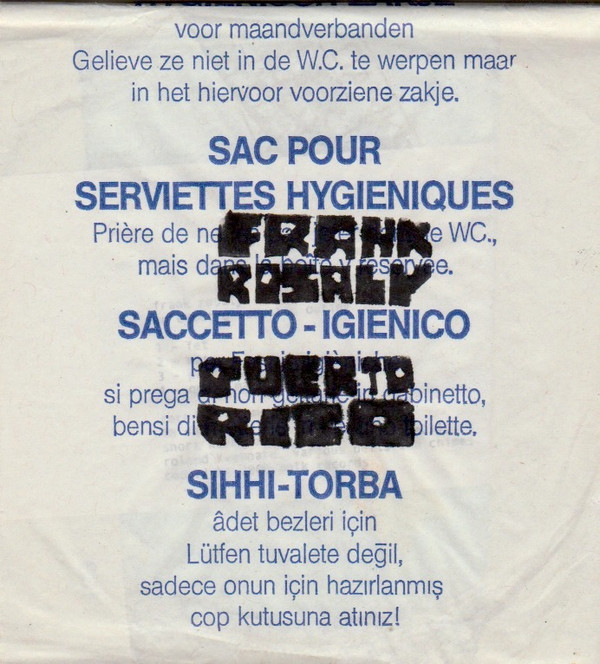 voor maandverbanden
Gelieve ze niet in de W.C. te werpen maar
in het hiervoor voorziene zakje.
SAC POUR
SERVIETTES HYGIENIQUES
Prière de ne WC.,
FRANK
mais dans la boîte y réservée.
ROSALY
SACCETTO - IGIENICO
PUERTO
si prega di non gettarle in gabinetto,
RICO
bensi toilette.
SIHHI-TORBA
âdet bezleri için
Lütfen tuvalete değil,
sadece onun için hazırlanmış
cop kutusuna atınız!